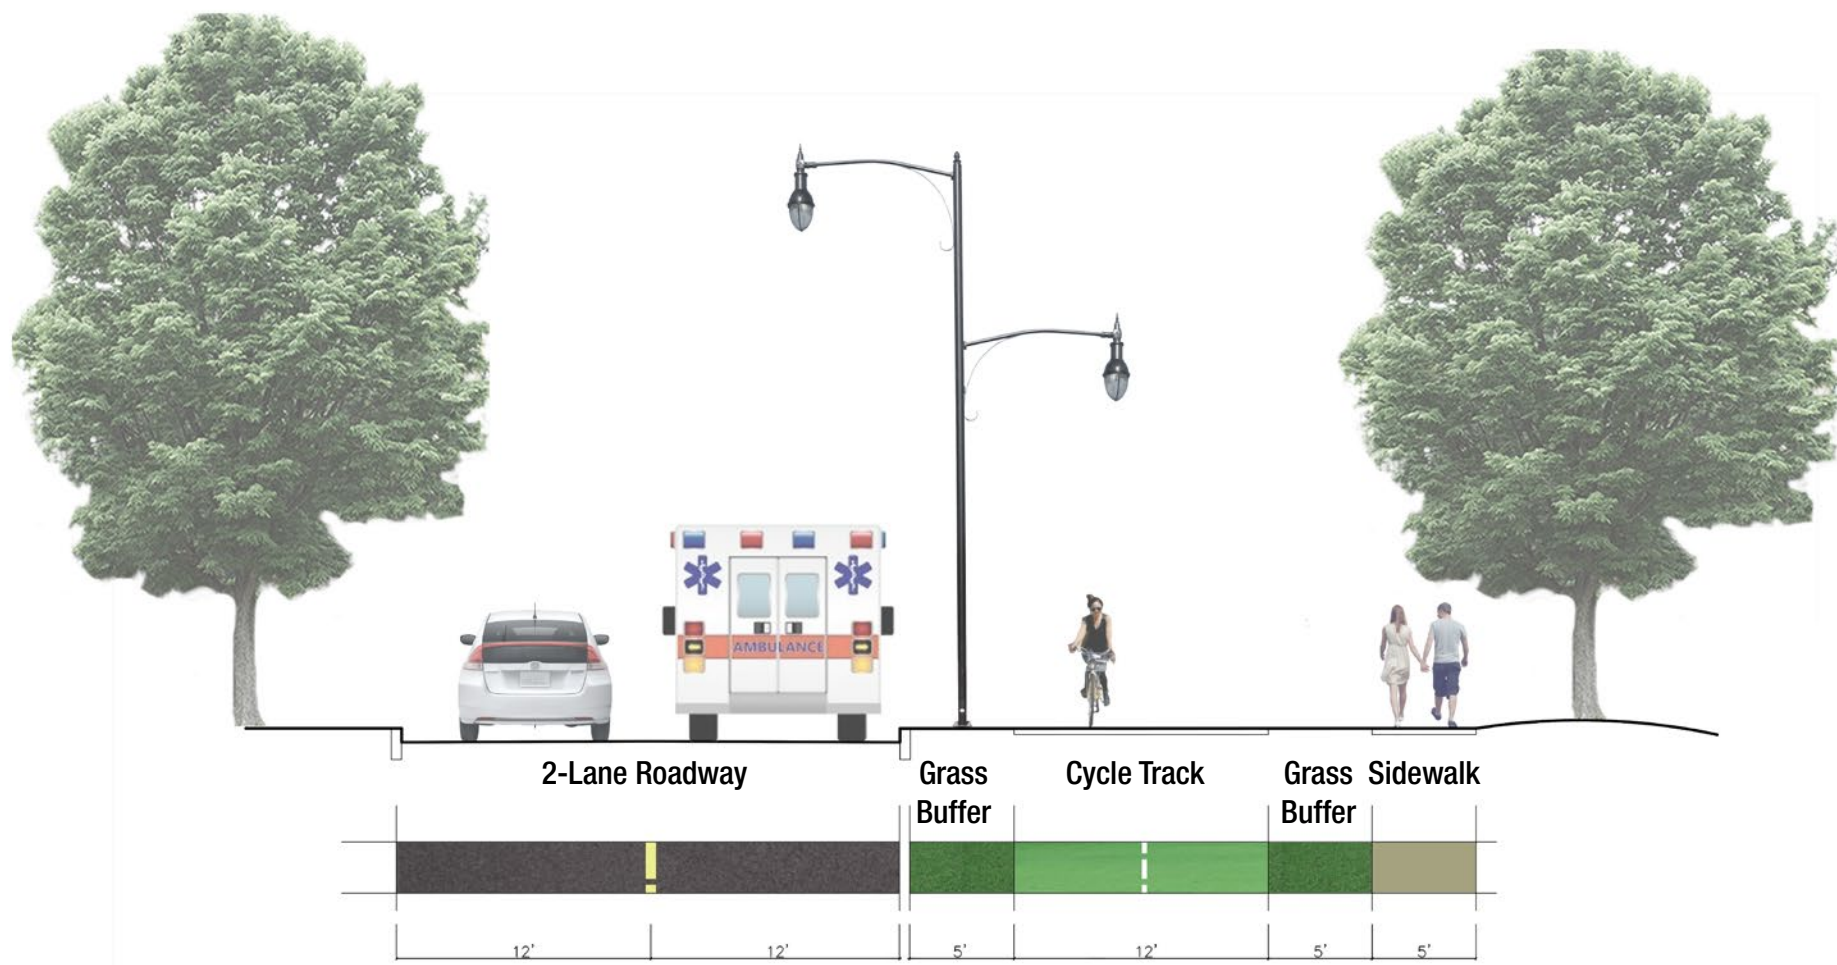 AMBULANCE
2-Lane Roadway
Grass
Buffer
Cycle Track
Grass
Buffer
Sidewalk
12'
12'
5'
12'
5'
5'